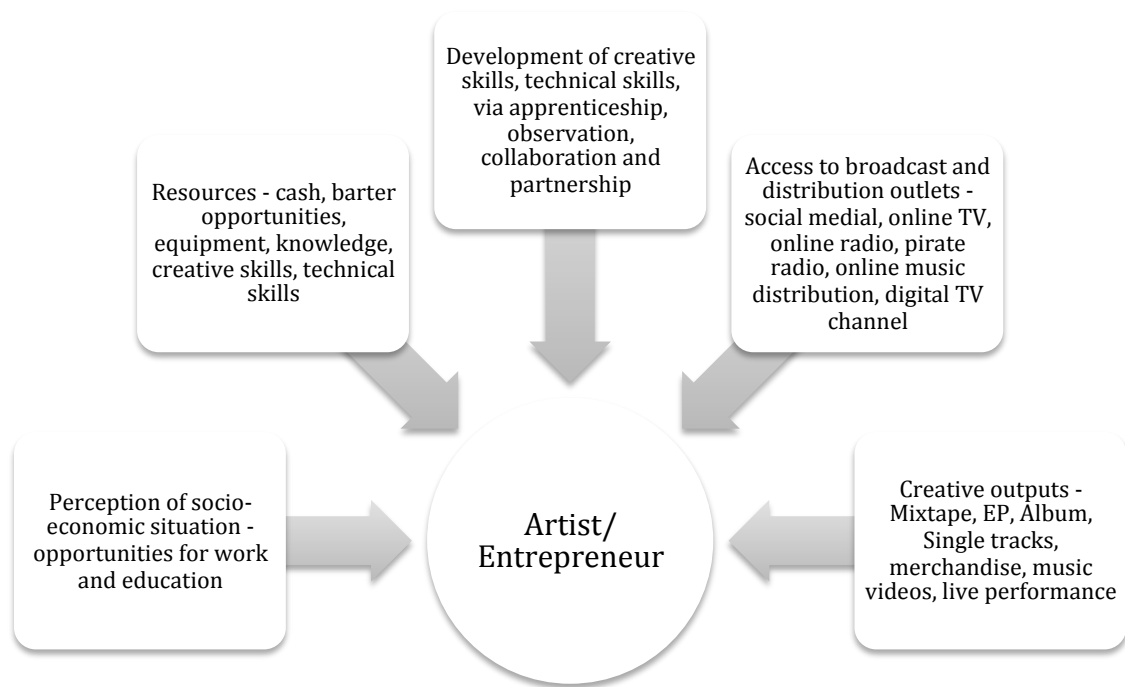 Development of creative
skills, technical skills,
via apprenticeship,
observation,
collaboration and
partnership
Resources - cash, barter
opportunities,
equipment, knowledge,
creative skills, technical
skills
Access to broadcast and
distribution outlets -
social medial, online TV,
online radio, pirate
radio, online music
distribution, digital TV
channel
Perception of socio-
economic situation -
opportunities for work
and education
Artist/
Entrepreneur
Creative outputs -
Mixtape, EP, Album,
Single tracks,
merchandise, music
videos, live performance